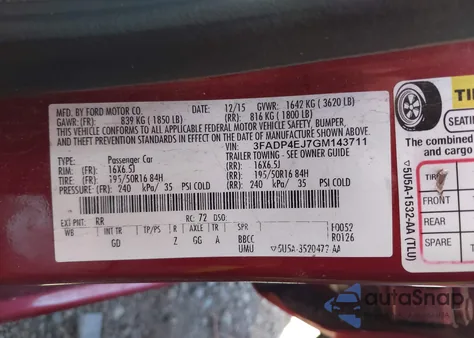 MFD. BY FORD MOTOR CO. DATE: 12/15 GVWR: 1642 KG ( 3620 LB)
GAWR: (FR): 839 KG ( 1850 LB) (RR): 816 KG ( 1800 LB)
THIS VEHICLE CONFORMS TO ALL APPLICABLE FEDERAL MOTOR VEHICLE SAFETY, BUMPER,
AND THEFT PREVENTION STANDARDS IN EFFECT ON THE DATE OF MANUFACTURE SHOWN ABOVE.
VIN: 3FADP4EJ7GM143711
TYPE: Passenger Car TRAILER TOWING - SEE OWNER GUIDE
RIM: (FR) 16X6.5J (RR): 16X6.5J
TIRE: (FR) 195/50R16 84H (RR): 195/50R16 84H
PRESSURE: (FR) 240 kPa/ 35 PSI COLD (RR): 240 kPa/ 35 PSI COLD
EXT PNT: RR RC: 72 DSO: F0052
WB INT TR TP/PS R AXLE TR SPR R0126
GD Z GG A BBCC
UMU ▽5U5A-3520472-AA
TI
The combine
and cargo
TIR
FRONT
REAR
SPARE
T
▽5U5A-1532-AA (TLU)
autoSnap